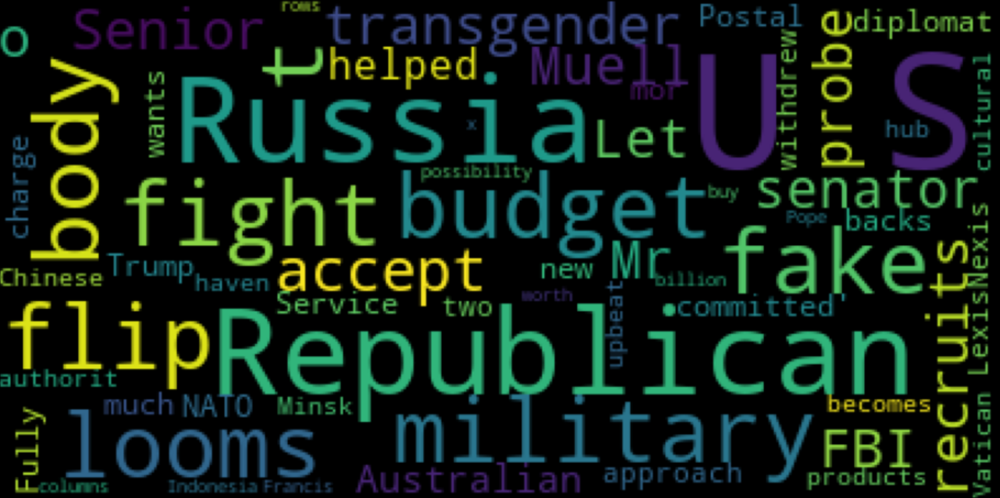 rows
o
Senior
transgender
Postal
diplomat
t
helped
Muell
mor
U
S
withdrew
probe
cultural
body
wants
Russia
x
Let
hub
charge
possibility
fight
budget
buy
senator
Pope
backs
Chinese
Trump
haven
accept
new
Mr
billion
fake
Service
two
worth
upbeat
committed'
recruits
LexisNexis
flip
Republican
authorit
much
NATO
Minsk
military
becomes
Fully
looms
FBI
columns
Indonesia
Francis
Australian
approach
products
Vatican